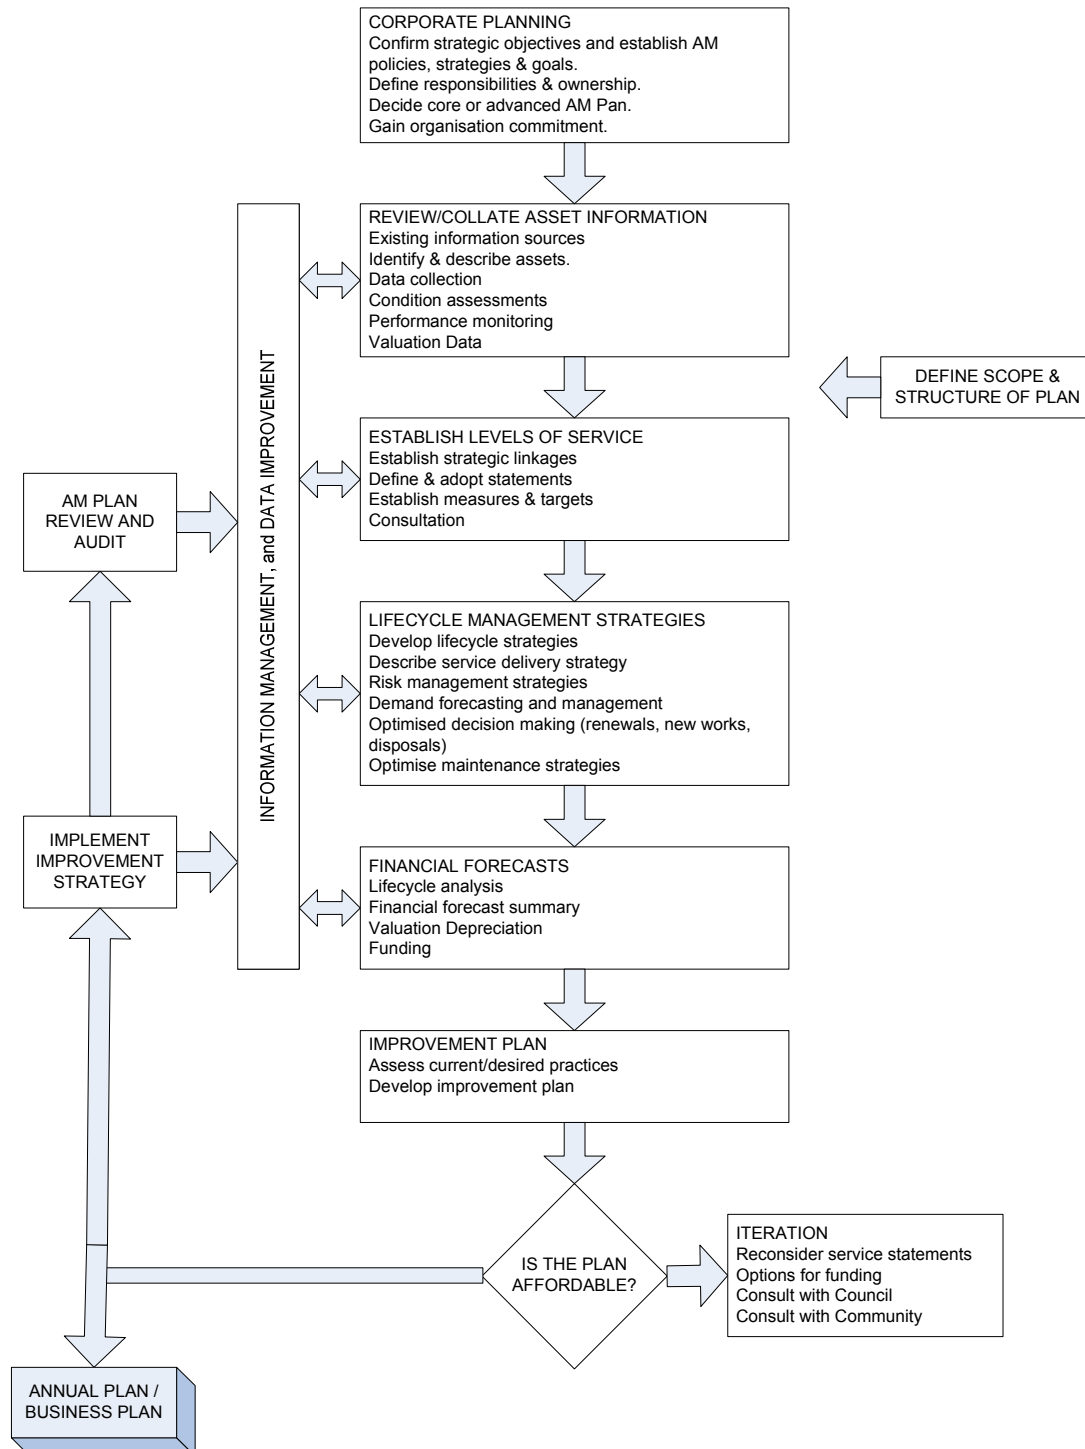 CORPORATE PLANNING
Confirm strategic objectives and establish AM
policies, strategies & goals.
Define responsibilities & ownership.
Decide core or advanced AM Pan.
Gain organisation commitment.
REVIEW/COLLATE ASSET INFORMATION
Existing information sources
Identify & describe assets.
Data collection
Condition assessments
Performance monitoring
Valuation Data
DEFINE SCOPE &
STRUCTURE OF PLAN
INFORMATION MANAGEMENT, and DATA IMPROVEMENT
ESTABLISH LEVELS OF SERVICE
Establish strategic linkages
Define & adopt statements
Establish measures & targets
Consultation
AM PLAN
REVIEW AND
AUDIT
LIFECYCLE MANAGEMENT STRATEGIES
Develop lifecycle strategies
Describe service delivery strategy
Risk management strategies
Demand forecasting and management
Optimised decision making (renewals, new works,
disposals)
Optimise maintenance strategies
IMPLEMENT
IMPROVEMENT
STRATEGY
FINANCIAL FORECASTS
Lifecycle analysis
Financial forecast summary
Valuation Depreciation
Funding
IMPROVEMENT PLAN
Assess current/desired practices
Develop improvement plan
IS THE PLAN
AFFORDABLE?
ITERATION
Reconsider service statements
Options for funding
Consult with Council
Consult with Community
ANNUAL PLAN /
BUSINESS PLAN